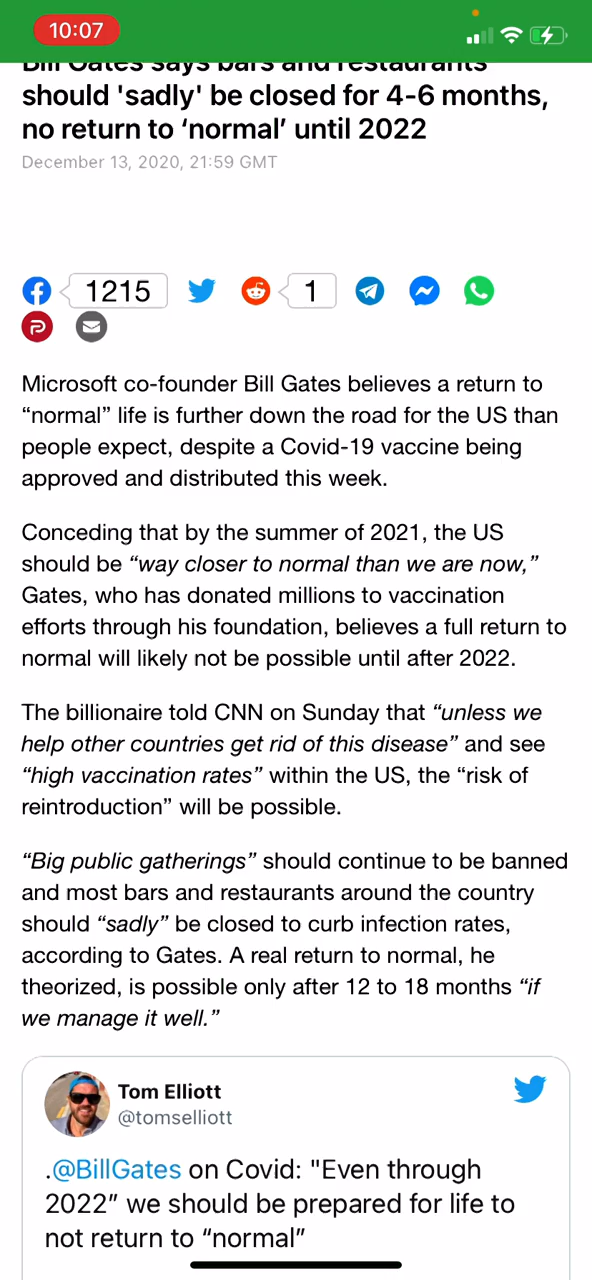 10:07
Bill Gates says bars and restaurants
should 'sadly' be closed for 4-6 months,
no return to ‘normal’ until 2022
December 13, 2020, 21:59 GMT
1215
1
Microsoft co-founder Bill Gates believes a return to
“normal” life is further down the road for the US than
people expect, despite a Covid-19 vaccine being
approved and distributed this week.
Conceding that by the summer of 2021, the US
should be “way closer to normal than we are now,”
Gates, who has donated millions to vaccination
efforts through his foundation, believes a full return to
normal will likely not be possible until after 2022.
The billionaire told CNN on Sunday that “unless we
help other countries get rid of this disease” and see
“high vaccination rates” within the US, the “risk of
reintroduction” will be possible.
“Big public gatherings” should continue to be banned
and most bars and restaurants around the country
should “sadly” be closed to curb infection rates,
according to Gates. A real return to normal, he
theorized, is possible only after 12 to 18 months “if
we manage it well.”
Tom Elliott
@tomselliott
.@BillGates on Covid: "Even through
2022” we should be prepared for life to
not return to “normal”